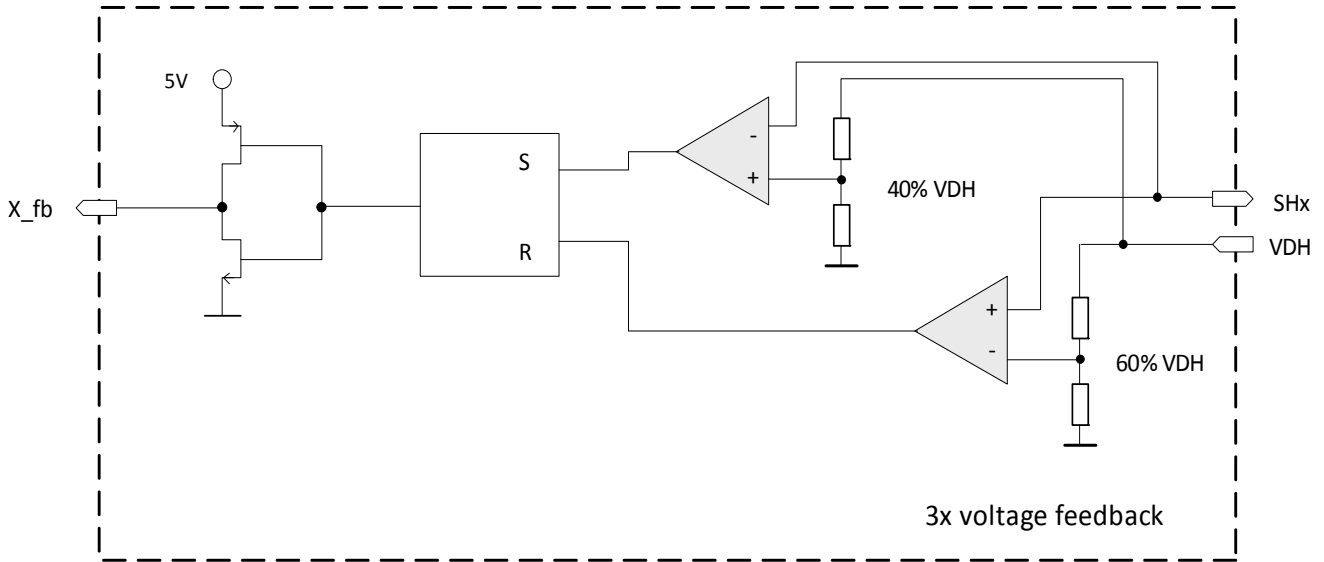 5V
X_fb
S
R
-
+
40% VDH
SHx
VDH
+
-
60% VDH
3x voltage feedback